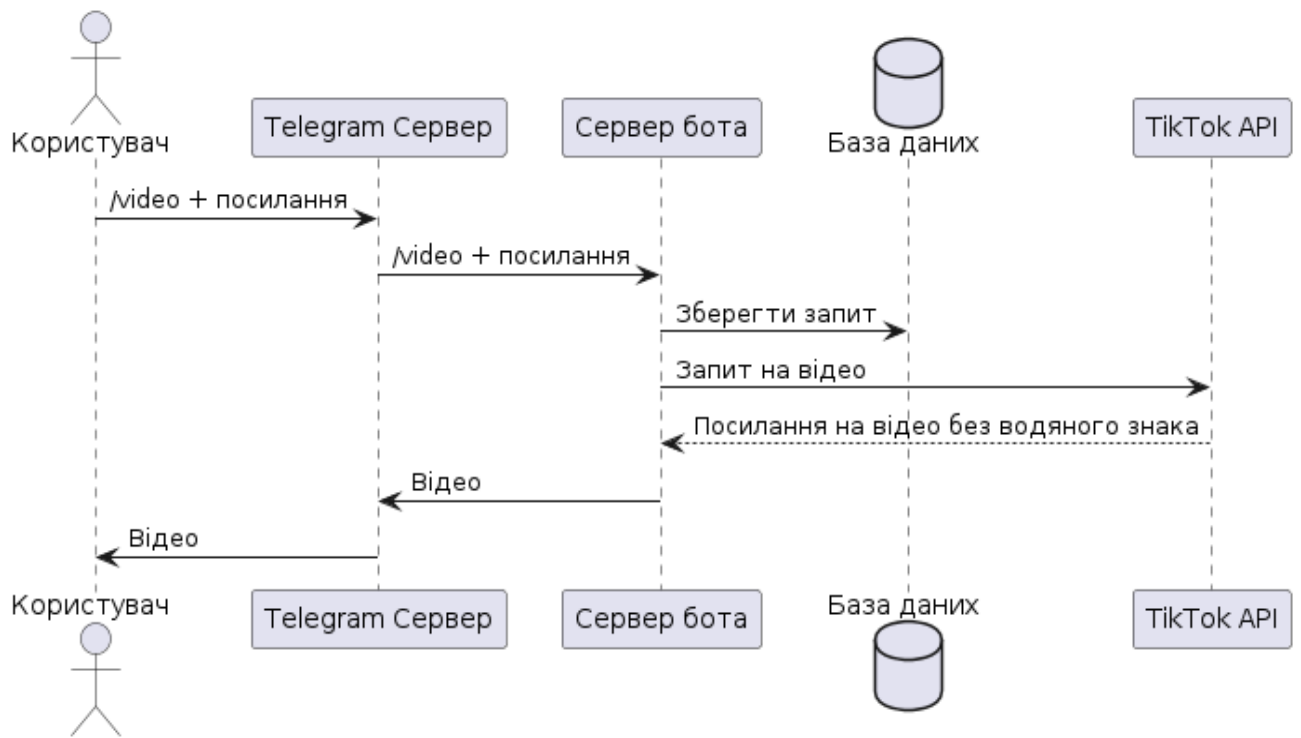 Користувач
Telegram Сервер
Сервер бота
База даних
TikTok API
/video + посилання
/video + посилання
Зберегти запит
Запит на відео
Посилання на відео без водяного знака
Відео
Відео
Користувач
Telegram Сервер
Сервер бота
База даних
TikTok API